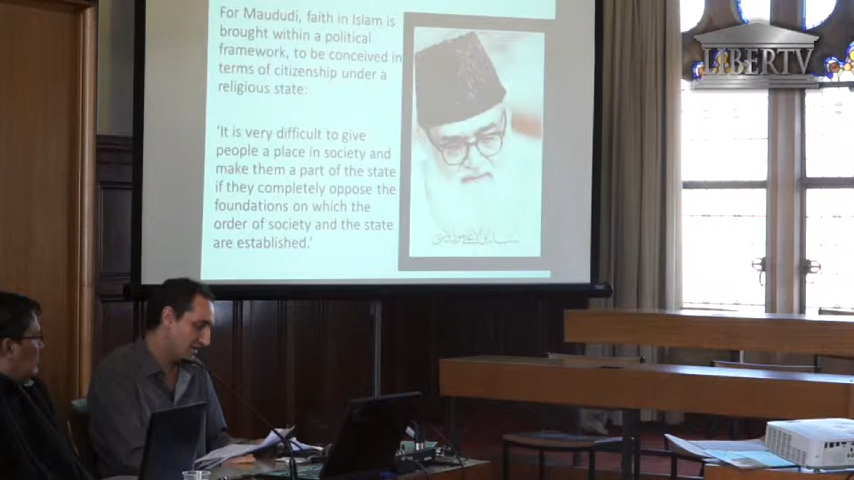 For Maududi, faith in Islam is
brought within a political
framework, to be conceived in
terms of citizenship under a
religious state:
'It is very difficult to give
people a place in society and
make them a part of the state
if they completely oppose the
foundations on which the
order of society and the state
are established.'
LIBERTY